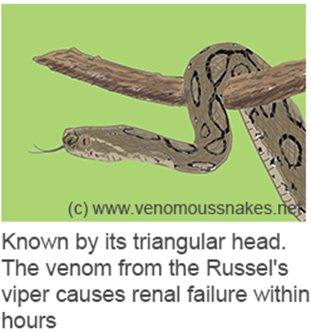 (c) www.venomoussnakes.net
Known by its triangular head.
The venom from the Russel's
viper causes renal failure within
hours